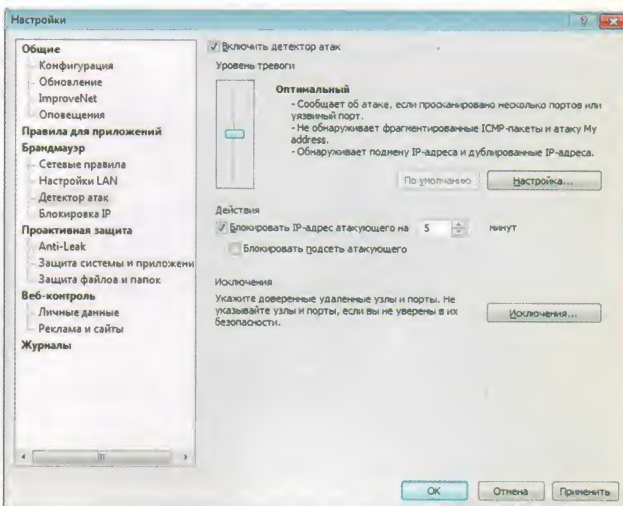 Настройки
Общие
Конфигурация
Обновление
ImproveNet
Оповещения
Правила для приложений
Брандмауэр
Сетевые правила
Настройки LAN
Детектор атак
Блокировка IP
Проактивная защита
Anti-Leak
Защита системы и приложени
Защита файлов и папок
Веб-контроль
Личные данные
Реклама и сайты
Журналы
Включить детектор атак
Уровень тревоги
Оптимальный
- Сообщает об атаке, если просканировано несколько портов или
уязвимый порт.
- Не обнаруживает фрагментированные ICMP-пакеты и атаку My
address.
- Обнаруживает подмену IP-адреса и дублированные IP-адреса.
По умолчанию
Настройка...
Действия
Блокировать IP-адрес атакующего на 5 минут
Блокировать подсеть атакующего
Исключения
Укажите доверенные удаленные узлы и порты. Не
указывайте узлы и порты, если вы не уверены в их
безопасности.
Исключения...
OK
Отмена
Применить